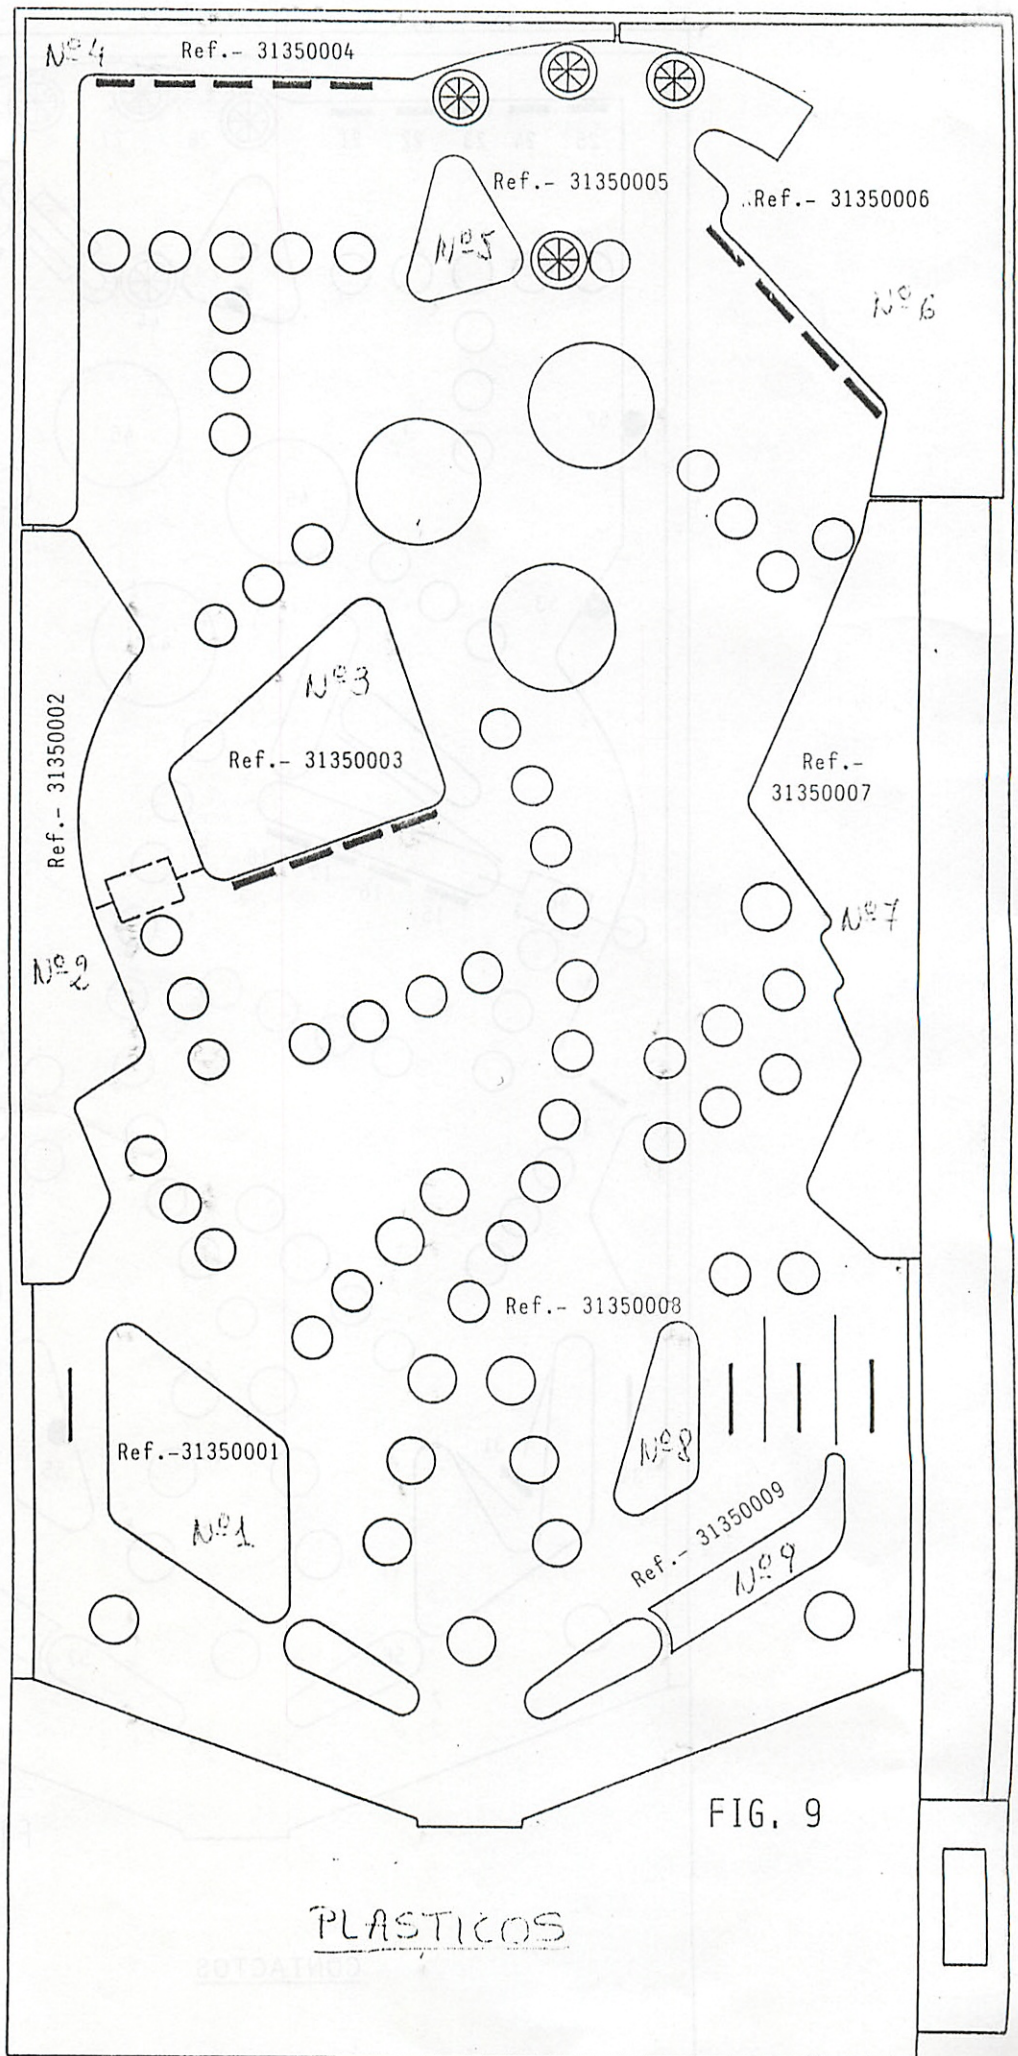 Nº4
Ref.- 31350004
Ref.- 31350005
Nº5
Ref.- 31350006
Nº6
Nº3
Ref.- 31350003
Ref.- 31350002
Nº2
Ref.-
31350007
Nº7
Ref.- 31350008
Nº8
Ref.-31350001
Nº1
Ref.- 31350009
Nº9
FIG. 9
PLASTICOS
CONTACTOS